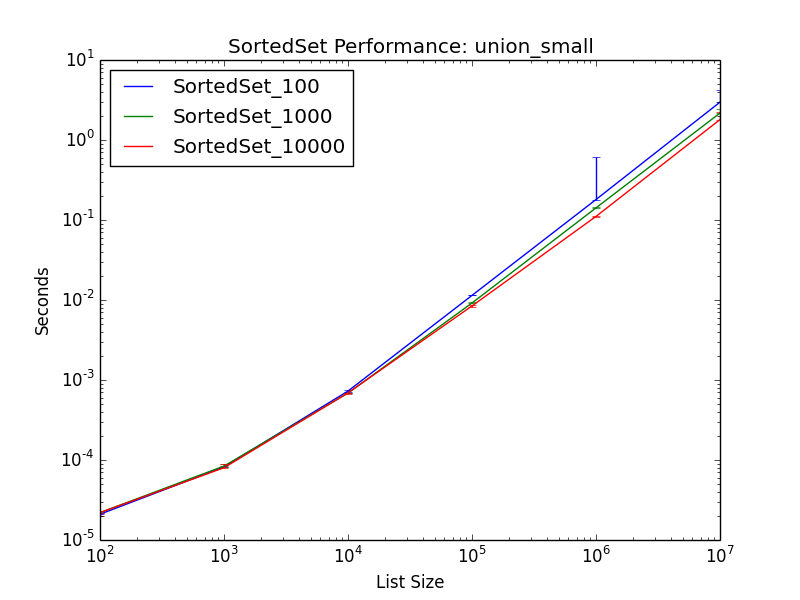 SortedSet Performance: union_small
SortedSet_100
SortedSet_1000
SortedSet_10000
10^1
10^0
10^-1
10^-2
10^-3
10^-4
10^-5
Seconds
10^2 10^3 10^4 10^5 10^6 10^7
List Size